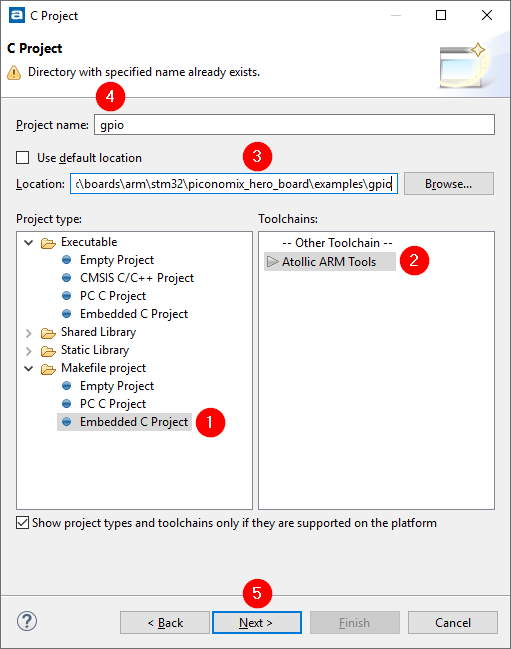 a C Project
C Project
Directory with specified name already exists.
4
Project name: gpio
Use default location
3
Location: c\boards\arm\stm32\piconomix_hero_board\examples\gpio Browse...
Project type: Toolchains:
Executable -- Other Toolchain --
Empty Project Atollic ARM Tools 2
CMSIS C/C++ Project
PC C Project
Embedded C Project
Shared Library
Static Library
Makefile project
Empty Project
PC C Project
Embedded C Project 1
Show project types and toolchains only if they are supported on the platform
5
? < Back Next > Finish Cancel